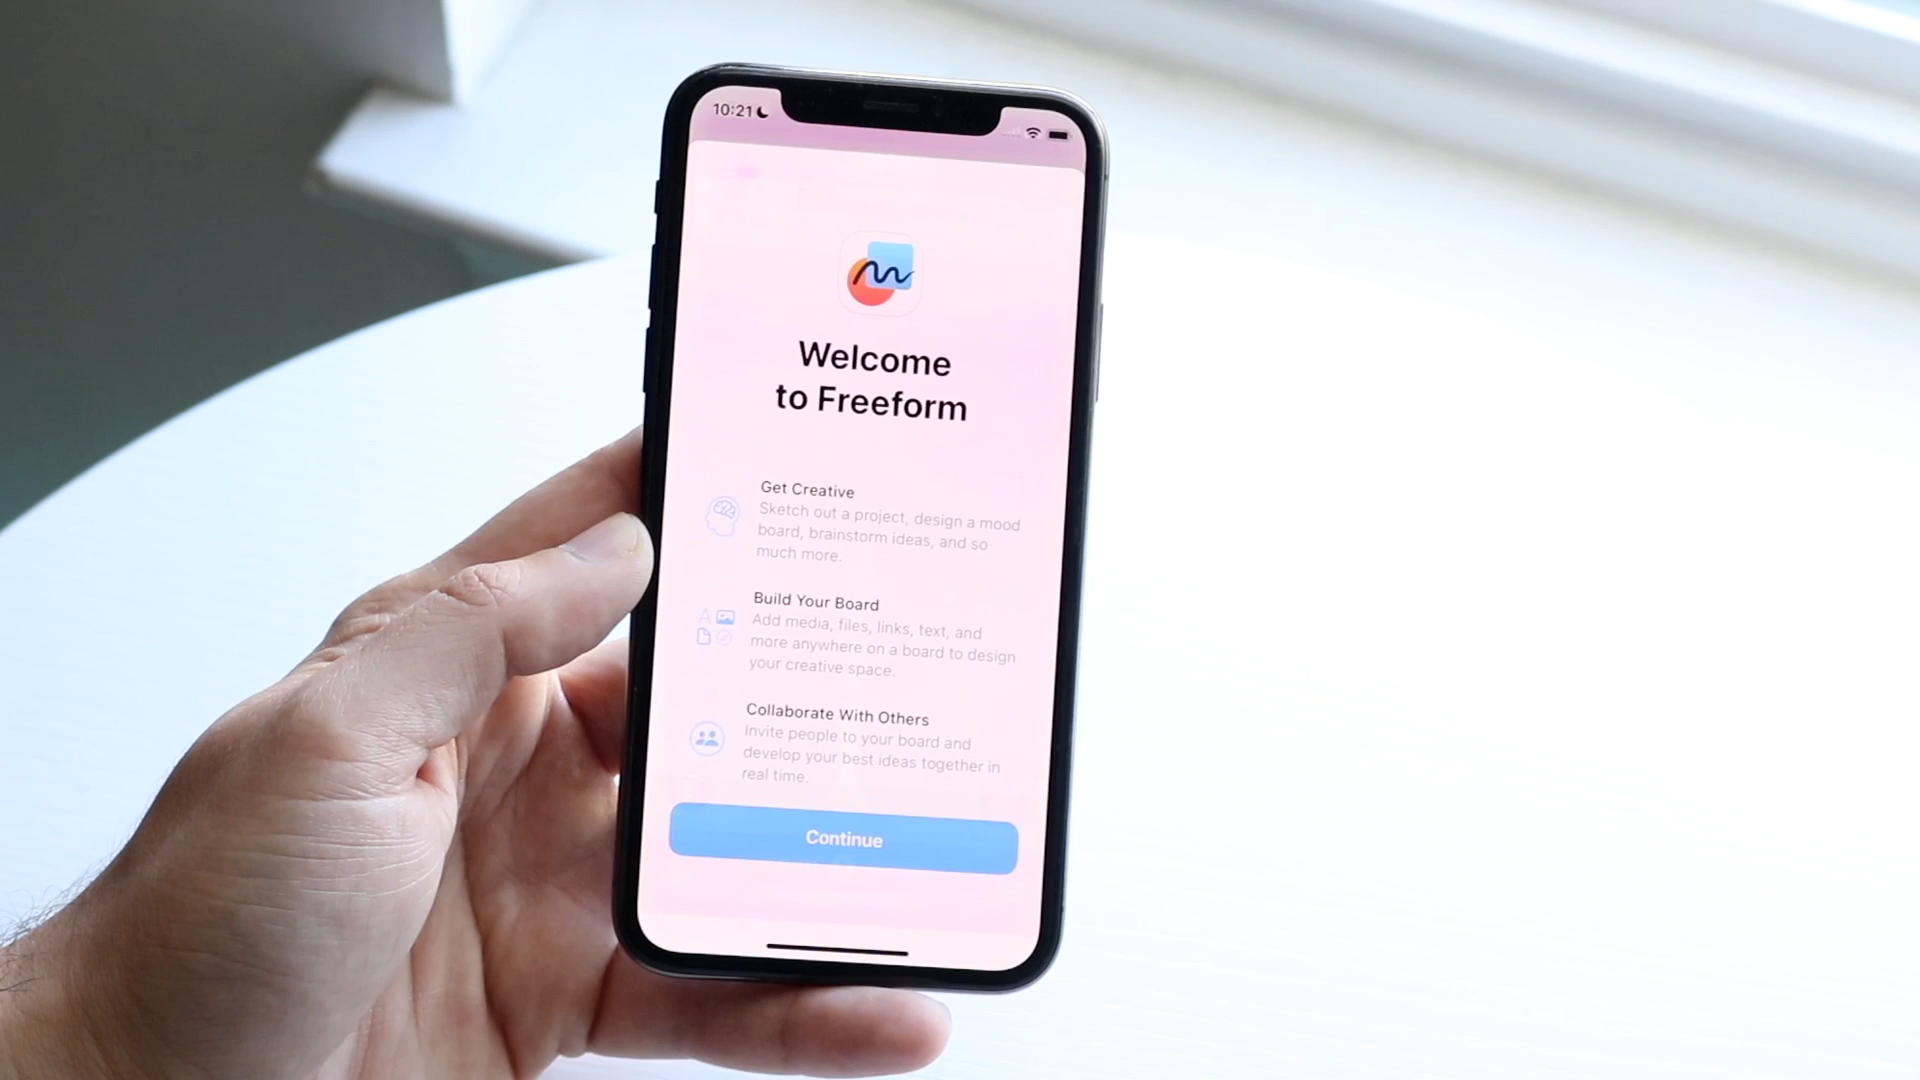 10:21
Welcome
to Freeform
Get Creative
Sketch out a project, design a mood
board, brainstorm ideas, and so
much more.
Build Your Board
Add media, files, links, text, and
more anywhere on a board to design
your creative space.
Collaborate With Others
Invite people to your board and
develop your best ideas together in
real time.
Continue